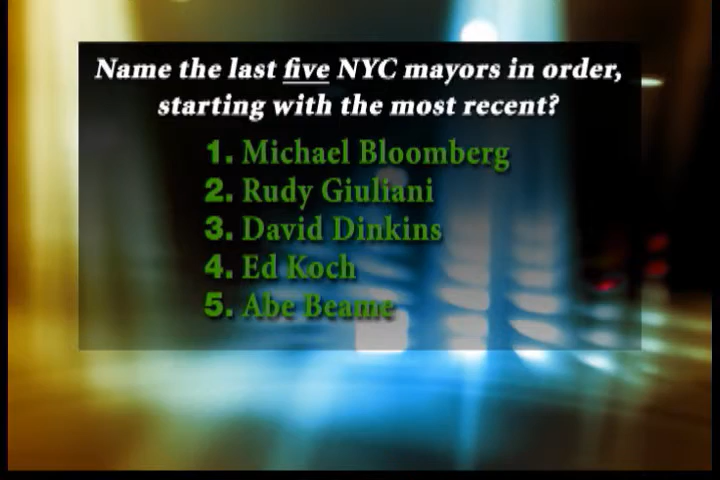 Name the last five NYC mayors in order,
starting with the most recent?
1. Michael Bloomberg
2. Rudy Giuliani
3. David Dinkins
4. Ed Koch
5. Abe Beame